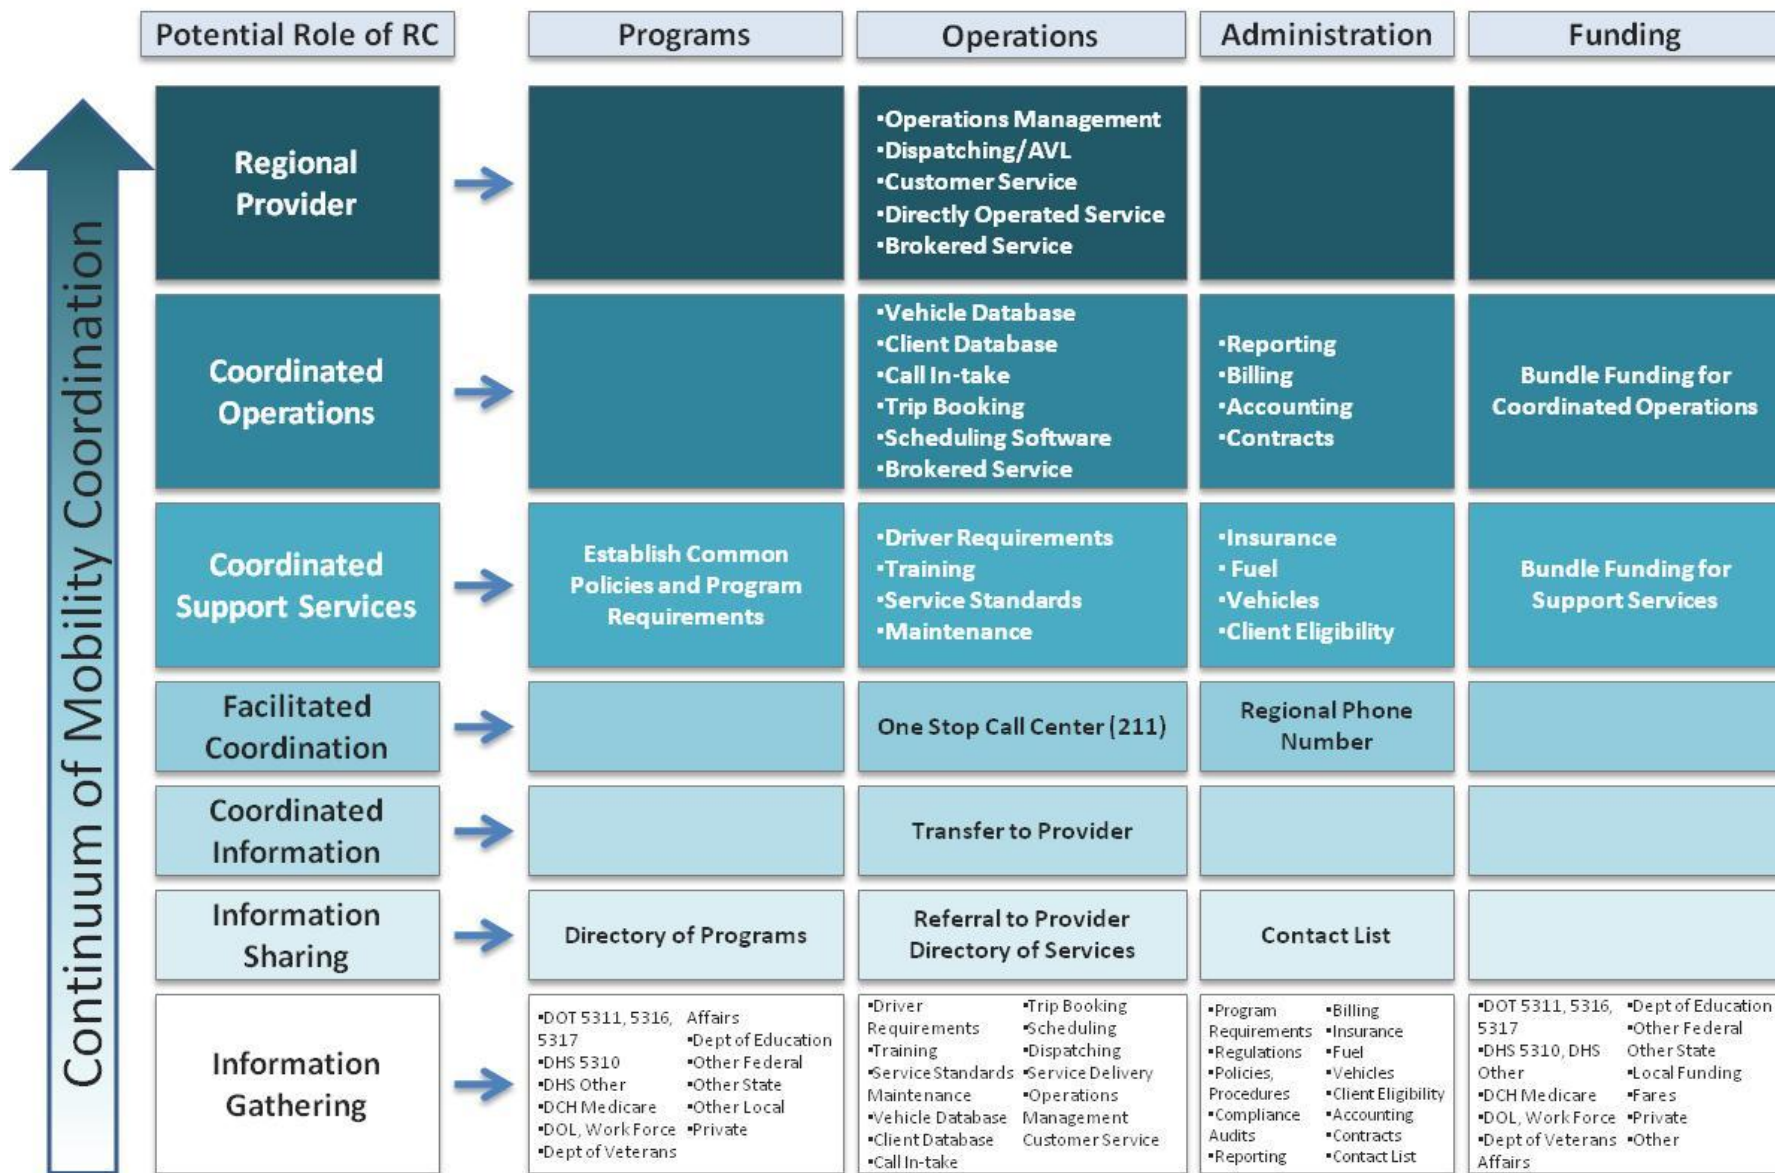 Potential Role of RC
Programs
Operations
Administration
Funding
Continuum of Mobility Coordination
Regional
Provider
▪Operations Management
▪Dispatching/AVL
▪Customer Service
▪Directly Operated Service
▪Brokered Service
Coordinated
Operations
▪Vehicle Database
▪Client Database
▪Call In-take
▪Trip Booking
▪Scheduling Software
▪Brokered Service
▪Reporting
▪Billing
▪Accounting
▪Contracts
Bundle Funding for
Coordinated Operations
Coordinated
Support Services
Establish Common
Policies and Program
Requirements
▪Driver Requirements
▪Training
▪Service Standards
▪Maintenance
▪Insurance
▪ Fuel
▪Vehicles
▪Client Eligibility
Bundle Funding for
Support Services
Facilitated
Coordination
One Stop Call Center (211)
Regional Phone
Number
Coordinated
Information
Transfer to Provider
Information
Sharing
Directory of Programs
Referral to Provider
Directory of Services
Contact List
Information
Gathering
▪DOT 5311, 5316,
5317
▪DHS 5310
▪DHS Other
▪DCH Medicare
▪DOL, Work Force
▪Dept of Veterans
Affairs
▪Dept of Education
▪Other Federal
▪Other State
▪Other Local
▪Private
▪Driver
Requirements
▪Training
▪Service Standards
Maintenance
▪Vehicle Database
▪Client Database
▪Call In-take
Trip Booking
▪Scheduling
▪Dispatching
▪Service Delivery
▪Operations
Management
Customer Service
▪Program
Requirements
▪Regulations
▪Policies,
Procedures
▪Compliance
Audits
▪Reporting
▪Billing
▪Insurance
▪Fuel
▪Vehicles
▪Client Eligibility
▪Accounting
▪Contracts
▪Contact List
▪DOT 5311, 5316,
5317
▪DHS 5310, DHS
Other
▪DCH Medicare
▪DOL, Work Force
▪Dept of Veterans
Affairs
▪Dept of Education
▪Other Federal
Other State
▪Local Funding
▪Fares
▪Private
▪Other